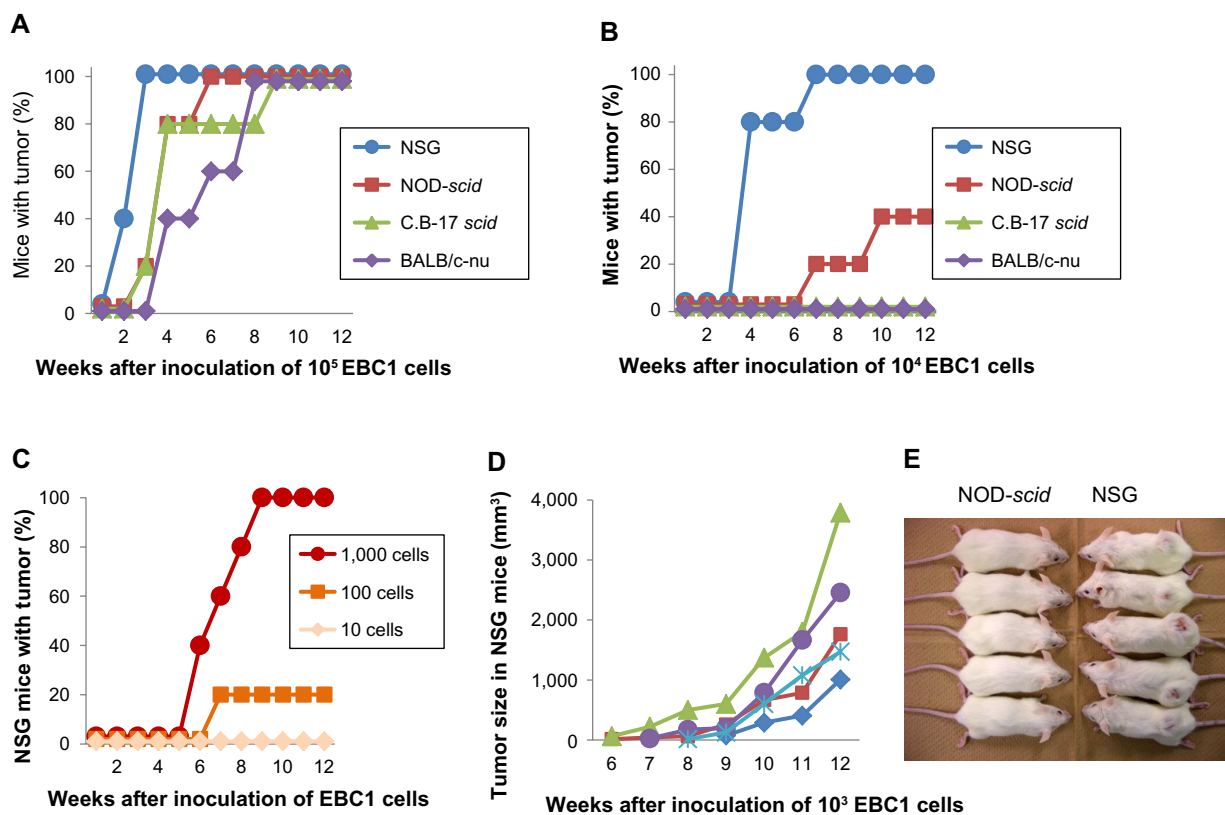 A
Mice with tumor (%)
100
80
60
40
20
0
2 4 6 8 10 12
Weeks after inoculation of 10⁵ EBC1 cells
NSG
NOD-scid
C.B-17 scid
BALB/c-nu
B
Mice with tumor (%)
100
80
60
40
20
0
2 4 6 8 10 12
Weeks after inoculation of 10⁴ EBC1 cells
NSG
NOD-scid
C.B-17 scid
BALB/c-nu
C
NSG mice with tumor (%)
100
80
60
40
20
0
2 4 6 8 10 12
Weeks after inoculation of EBC1 cells
1,000 cells
100 cells
10 cells
D
Tumor size in NSG mice (mm³)
4,000
3,000
2,000
1,000
0
6 7 8 9 10 11 12
Weeks after inoculation of 10³ EBC1 cells
E
NOD-scid NSG